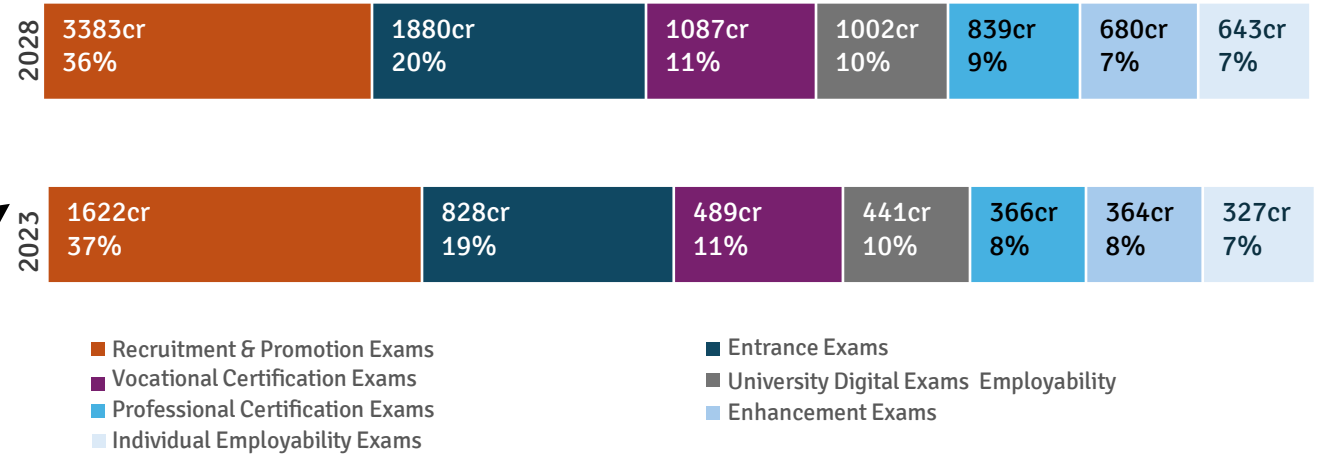 2028
3383cr
36%
1880cr
20%
1087cr
11%
1002cr
10%
839cr
9%
680cr
7%
643cr
7%
2023
1622cr
37%
828cr
19%
489cr
11%
441cr
10%
366cr
8%
364cr
8%
327cr
7%
Recruitment & Promotion Exams
Vocational Certification Exams
Professional Certification Exams
Individual Employability Exams
Entrance Exams
University Digital Exams Employability
Enhancement Exams